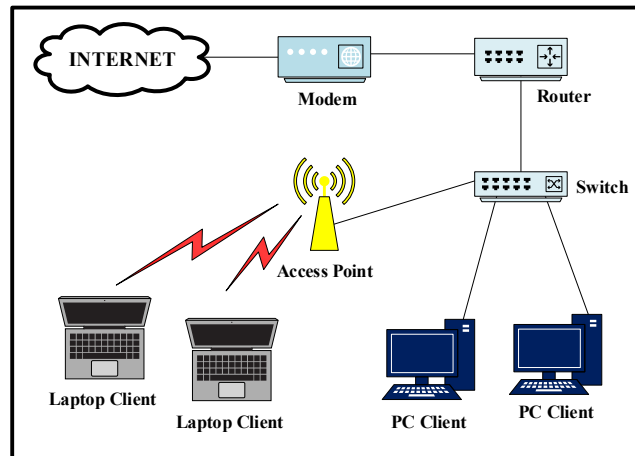 INTERNET
Modem
Router
Switch
Access Point
Laptop Client
Laptop Client
PC Client
PC Client